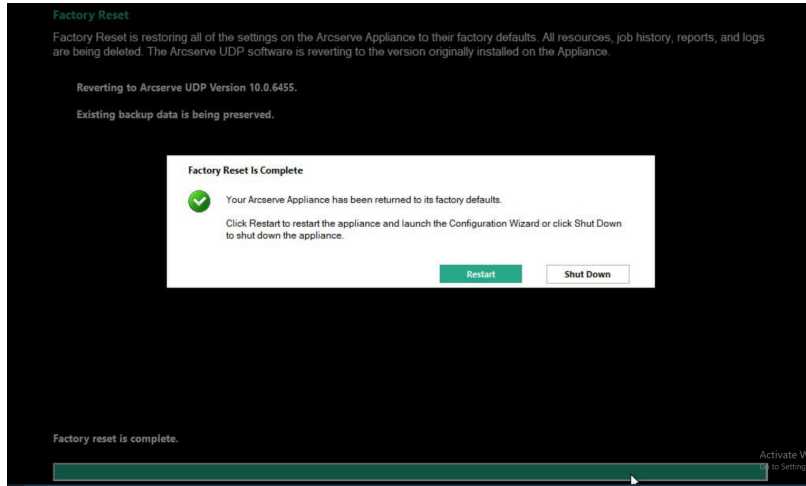 Factory Reset
Factory Reset is restoring all of the settings on the Arcserve Appliance to their factory defaults. All resources, job history, reports, and logs
are being deleted. The Arcserve UDP software is reverting to the version originally installed on the Appliance.
Reverting to Arcserve UDP Version 10.0.6455.
Existing backup data is being preserved.
Factory Reset Is Complete
Your Arcserve Appliance has been returned to its factory defaults.
Click Restart to restart the appliance and launch the Configuration Wizard or click Shut Down
to shut down the appliance.
Restart
Shut Down
Factory reset is complete.
Activate W
to Setting